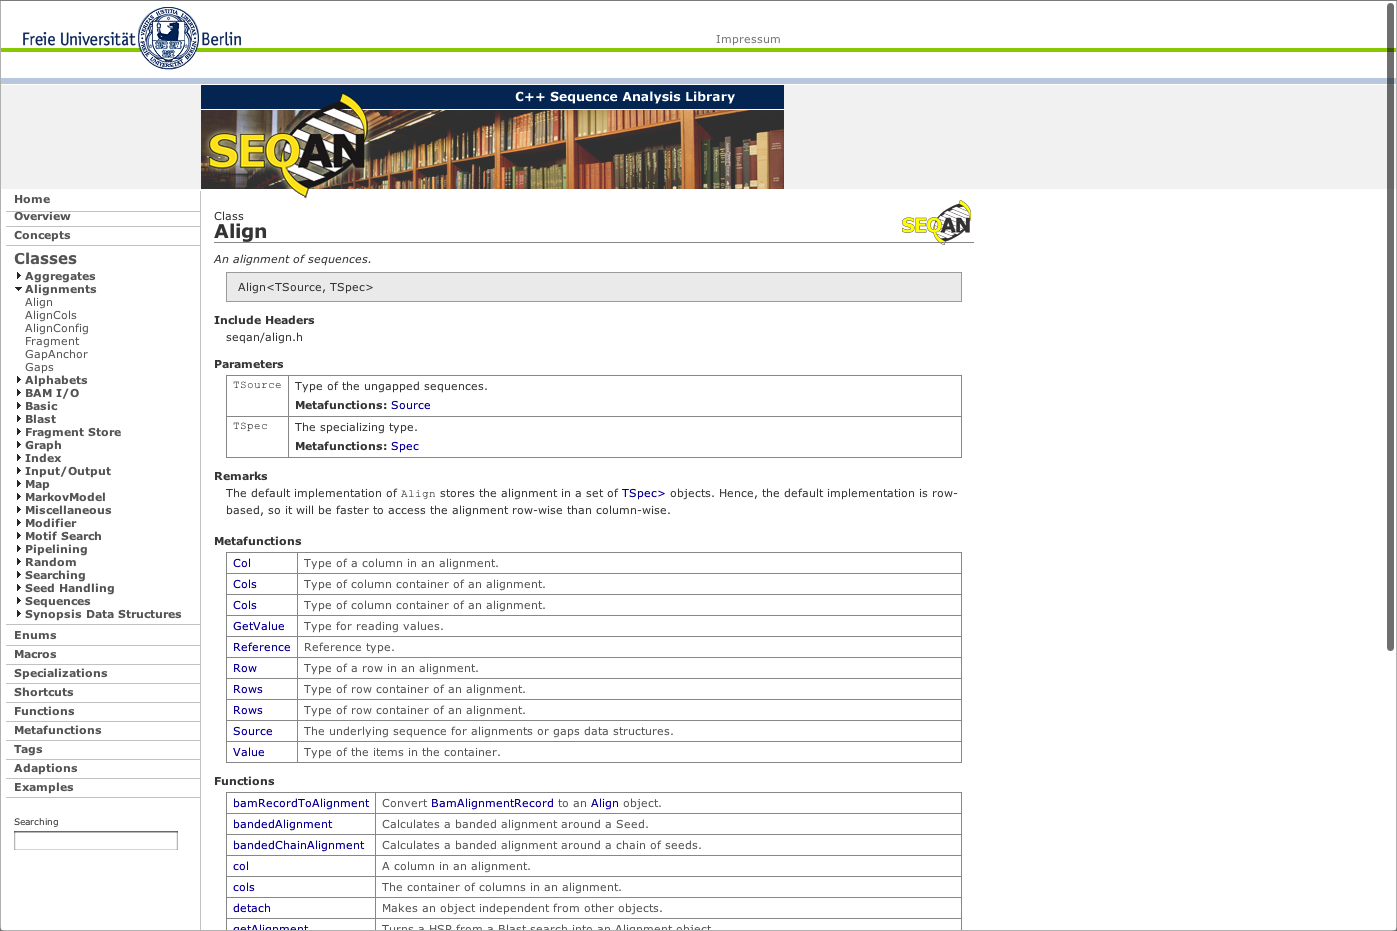 Freie Universität Berlin
Impressum
C++ Sequence Analysis Library
SEQAN
Home
Overview
Concepts
Classes
Aggregates
Alignments
Align
AlignCols
AlignConfig
Fragment
GapAnchor
Gaps
Alphabets
BAM I/O
Basic
Blast
Fragment Store
Graph
Index
Input/Output
Map
MarkovModel
Miscellaneous
Modifier
Motif Search
Pipelining
Random
Searching
Seed Handling
Sequences
Synopsis Data Structures
Enums
Macros
Specializations
Shortcuts
Functions
Metafunctions
Tags
Adaptions
Examples
Searching
Class
Align
SEQAN
An alignment of sequences.
Align<TSource, TSpec>
Include Headers
seqan/align.h
Parameters
TSource Type of the ungapped sequences.
Metafunctions: Source
TSpec The specializing type.
Metafunctions: Spec
Remarks
The default implementation of Align stores the alignment in a set of TSpec> objects. Hence, the default implementation is row-
based, so it will be faster to access the alignment row-wise than column-wise.
Metafunctions
Col Type of a column in an alignment.
Cols Type of column container of an alignment.
Cols Type of column container of an alignment.
GetValue Type for reading values.
Reference Reference type.
Row Type of a row in an alignment.
Rows Type of row container of an alignment.
Rows Type of row container of an alignment.
Source The underlying sequence for alignments or gaps data structures.
Value Type of the items in the container.
Functions
bamRecordToAlignment Convert BamAlignmentRecord to an Align object.
bandedAlignment Calculates a banded alignment around a Seed.
bandedChainAlignment Calculates a banded alignment around a chain of seeds.
col A column in an alignment.
cols The container of columns in an alignment.
detach Makes an object independent from other objects.
getAlignment Turns a HSP from a Blast search into an Alignment object.